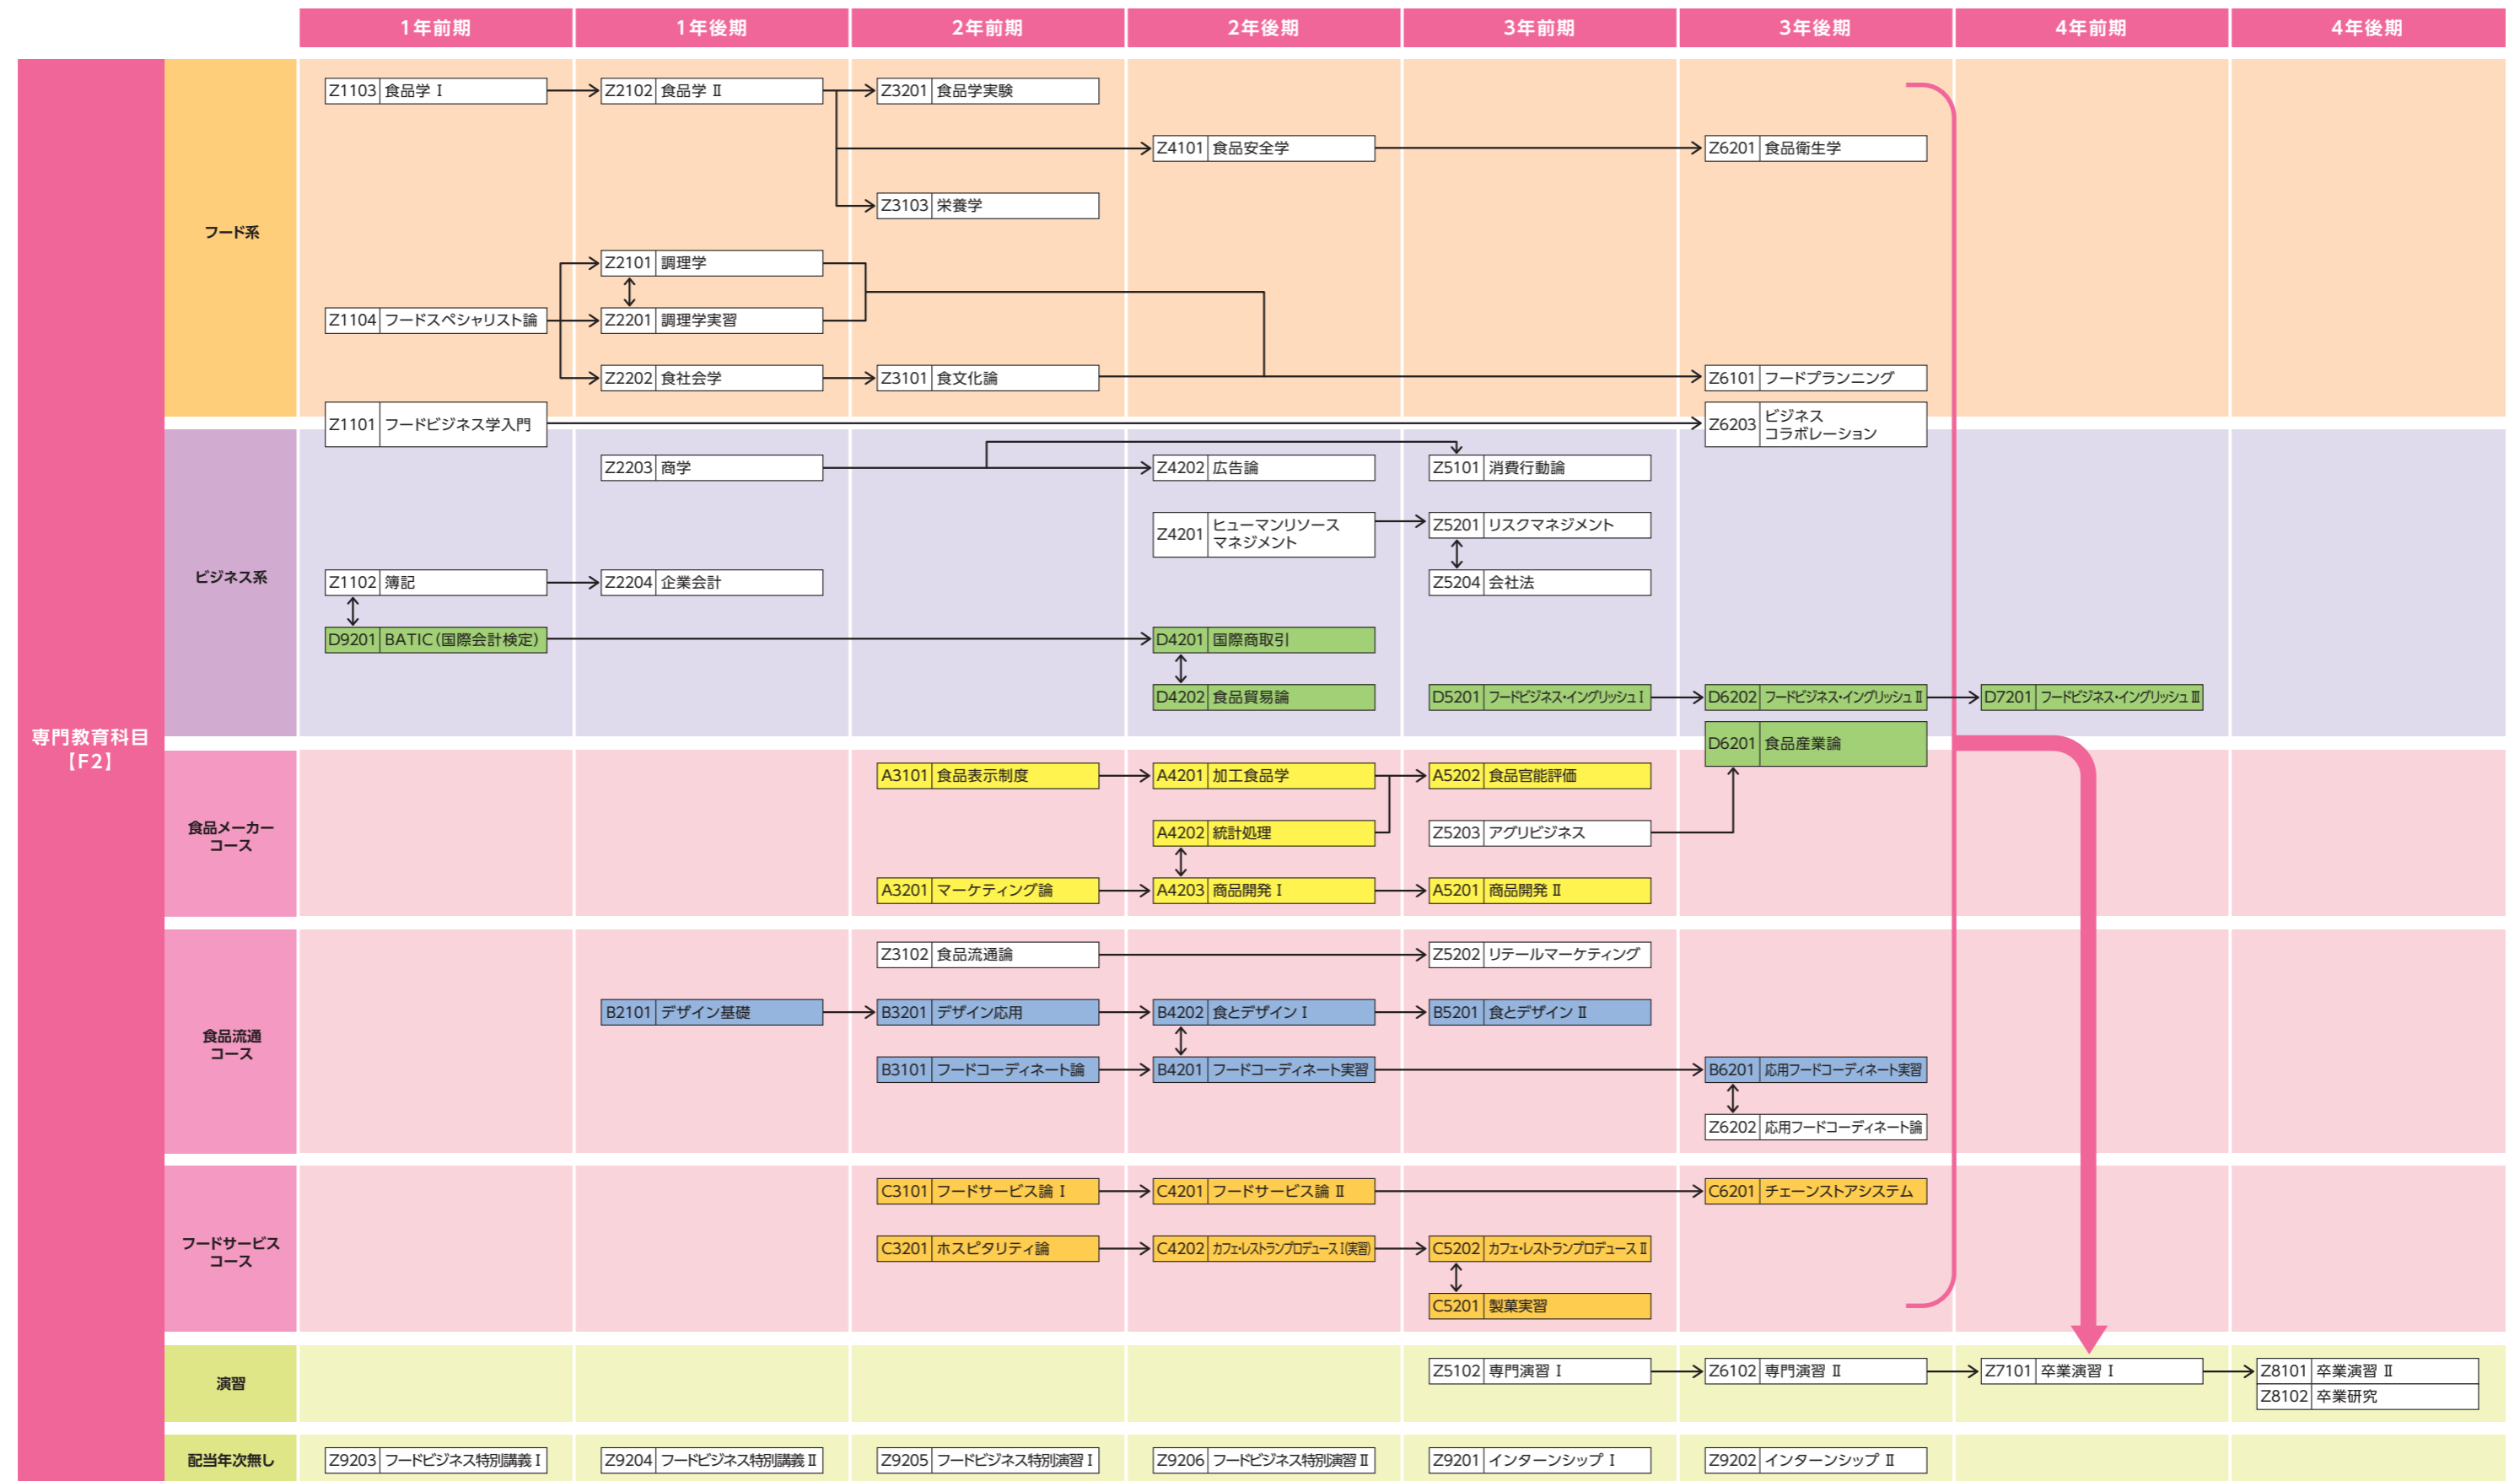 1年前期 1年後期 2年前期 2年後期 3年前期 3年後期 4年前期 4年後期
専門教育科目
【F2】
フード系
Z1103 食品学 Ⅰ Z2102 食品学 Ⅱ Z3201 食品学実験
Z4101 食品安全学 Z6201 食品衛生学
Z3103 栄養学
Z2101 調理学
Z1104 フードスペシャリスト論 Z2201 調理学実習
Z2202 食社会学 Z3101 食文化論 Z6101 フードプランニング
Z1101 フードビジネス学入門 Z6203 ビジネス
コラボレーション
ビジネス系
Z2203 商学 Z4202 広告論 Z5101 消費行動論
Z4201 ヒューマンリソース
マネジメント
Z5201 リスクマネジメント
Z1102 簿記 Z2204 企業会計 Z5204 会社法
D9201 BATIC(国際会計検定) D4201 国際商取引
D4202 食品貿易論 D5201 フードビジネス・イングリッシュⅠ D6202 フードビジネス・イングリッシュⅡ D7201 フードビジネス・イングリッシュⅢ
D6201 食品産業論
食品メーカー
コース
A3101 食品表示制度 A4201 加工食品学 A5202 食品官能評価
A4202 統計処理 Z5203 アグリビジネス
A3201 マーケティング論 A4203 商品開発 Ⅰ A5201 商品開発 Ⅱ
食品流通
コース
Z3102 食品流通論 Z5202 リテールマーケティング
B2101 デザイン基礎 B3201 デザイン応用 B4202 食とデザイン Ⅰ B5201 食とデザイン Ⅱ
B3101 フードコーディネート論 B4201 フードコーディネート実習 B6201 応用フードコーディネート実習
Z6202 応用フードコーディネート論
フードサービス
コース
C3101 フードサービス論 Ⅰ C4201 フードサービス論 Ⅱ C6201 チェーンストアシステム
C3201 ホスピタリティ論 C4202 カフェ・レストランプロデュースⅠ(実習) C5202 カフェ・レストランプロデュース Ⅱ
C5201 製菓実習
演習
Z5102 専門演習 Ⅰ Z6102 専門演習 Ⅱ Z7101 卒業演習 Ⅰ Z8101 卒業演習 Ⅱ
Z8102 卒業研究
配当年次無し
Z9203 フードビジネス特別講義Ⅰ Z9204 フードビジネス特別講義Ⅱ Z9205 フードビジネス特別演習Ⅰ Z9206 フードビジネス特別演習Ⅱ Z9201 インターンシップ Ⅰ Z9202 インターンシップ Ⅱ